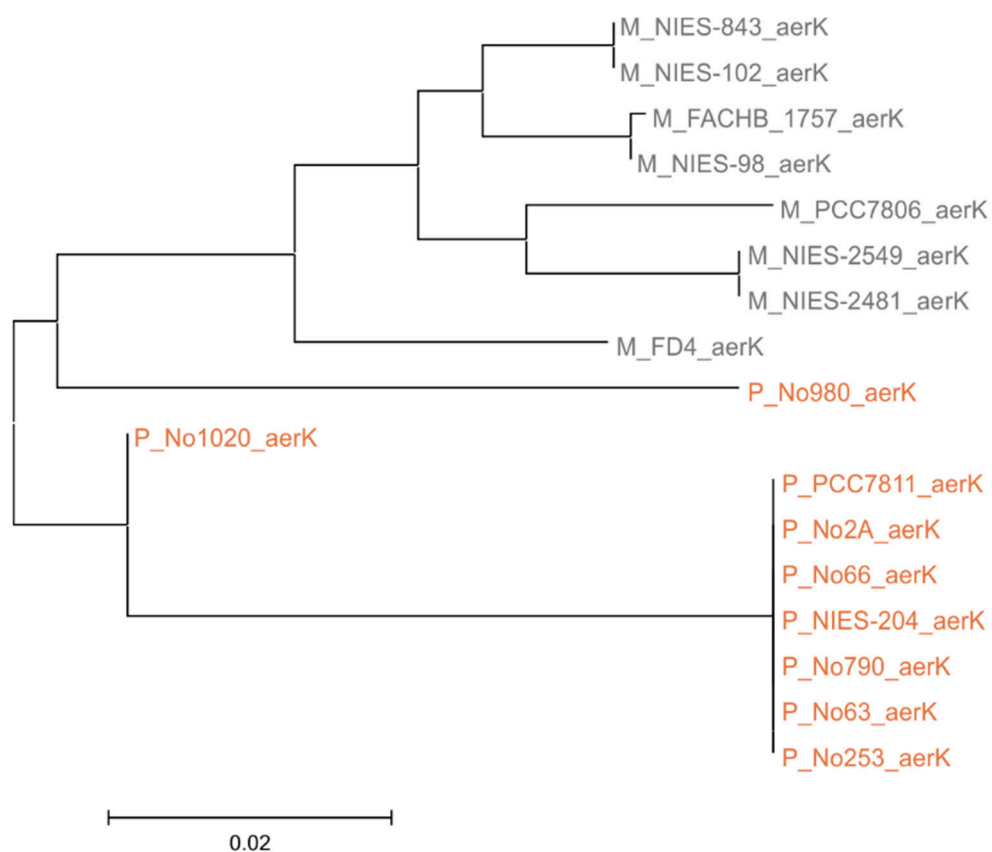 M_NIES-843_aerK
M_NIES-102_aerK
M_FACHB_1757_aerK
M_NIES-98_aerK
M_PCC7806_aerK
M_NIES-2549_aerK
M_NIES-2481_aerK
M_FD4_aerK
P_No980_aerK
P_No1020_aerK
P_PCC7811_aerK
P_No2A_aerK
P_No66_aerK
P_NIES-204_aerK
P_No790_aerK
P_No63_aerK
P_No253_aerK
0.02